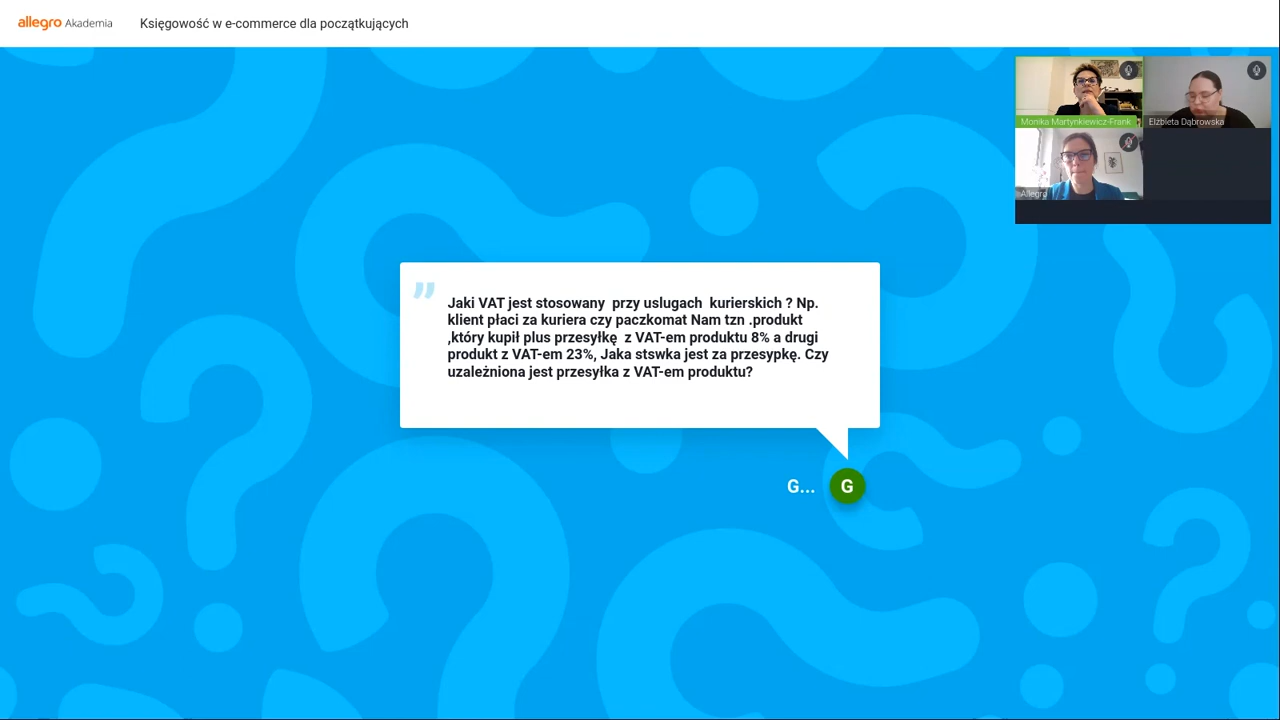 allegro Akademia
Księgowość w e-commerce dla początkujących
Monika Martynkiewicz-Frank
Elżbieta Dąbrowska
Allegro
”
Jaki VAT jest stosowany przy uslugach kurierskich ? Np.
klient płaci za kuriera czy paczkomat Nam tzn .produkt
,który kupił plus przesyłkę z VAT-em produktu 8% a drugi
produkt z VAT-em 23%, Jaka stswka jest za przesypkę. Czy
uzależniona jest przesyłka z VAT-em produktu?
G...
G